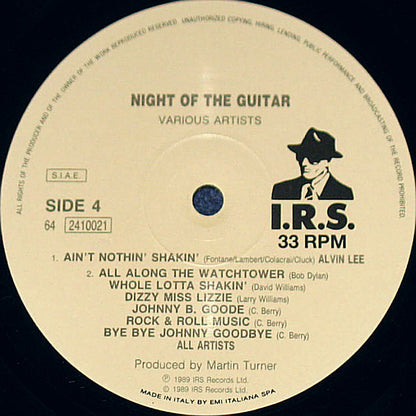 ALL RIGHTS OF THE PRODUCER AND OF THE OWNER OF THE WORK REPRODUCED RESERVED. UNAUTHORIZED COPYING, HIRING, LENDING, PUBLIC PERFORMANCE AND BROADCASTING OF THE RECORD PROHIBITED.
NIGHT OF THE GUITAR
VARIOUS ARTISTS
S.I.A.E.
SIDE 4
64 2410021
I.R.S.
33 RPM
1. AIN'T NOTHIN' SHAKIN' (Fontane/Lambert/Colacrai/Cluck) ALVIN LEE
2. ALL ALONG THE WATCHTOWER (Bob Dylan)
WHOLE LOTTA SHAKIN' (David Williams)
DIZZY MISS LIZZIE (Larry Williams)
JOHNNY B. GOODE (C. Berry)
ROCK & ROLL MUSIC (C. Berry)
BYE BYE JOHNNY GOODBYE (C. Berry)
ALL ARTISTS
Produced by Martin Turner
℗ 1989 IRS Records Ltd.
© 1989 IRS Records Ltd.
MADE IN ITALY BY EMI ITALIANA SPA